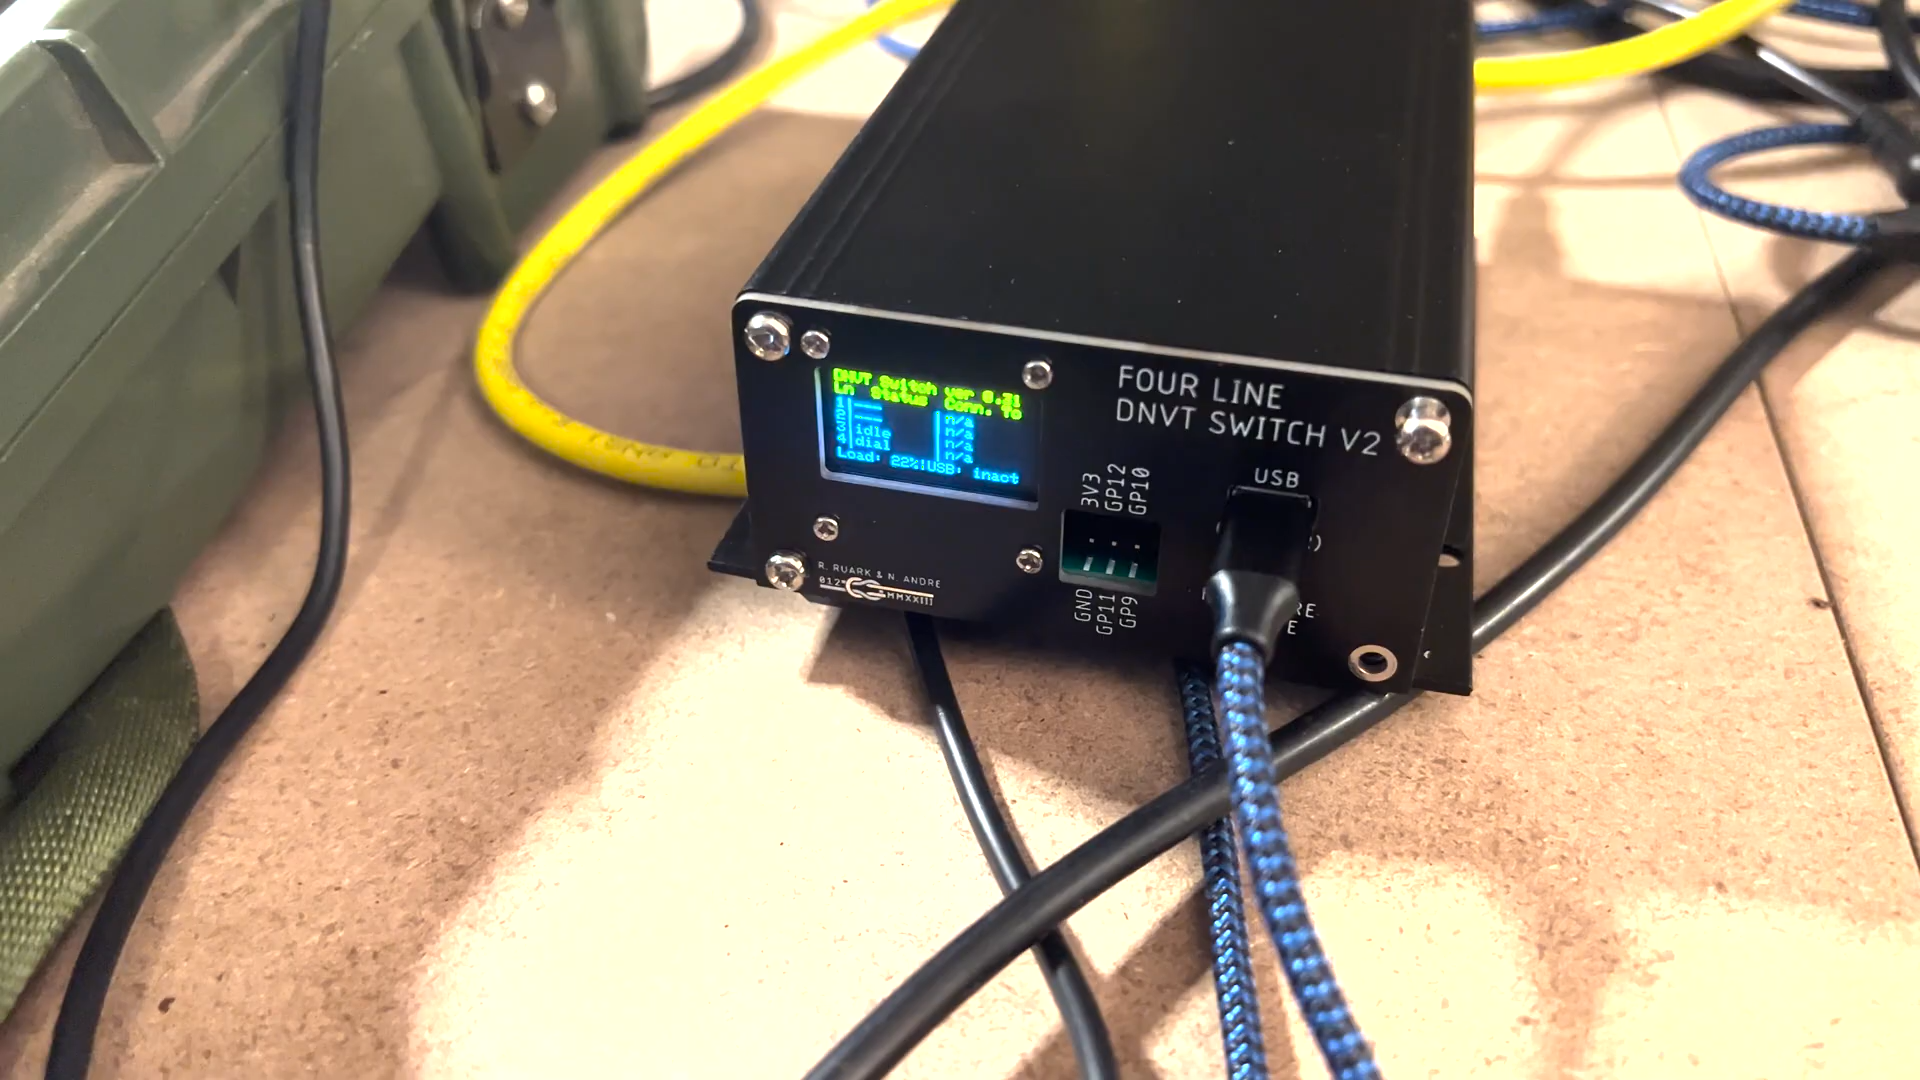 DNVT Switch ver 0.21
Ln Status Conn. To
1|--- |n/a
2|--- |n/a
3|idle |n/a
4|dial |n/a
Load: 22%|USB: inact
FOUR LINE
DNVT SWITCH V2
USB
3V3
GP12
GP10
GND
GP11
GP9
R. RUARK & N. ANDRE
MMXXIII